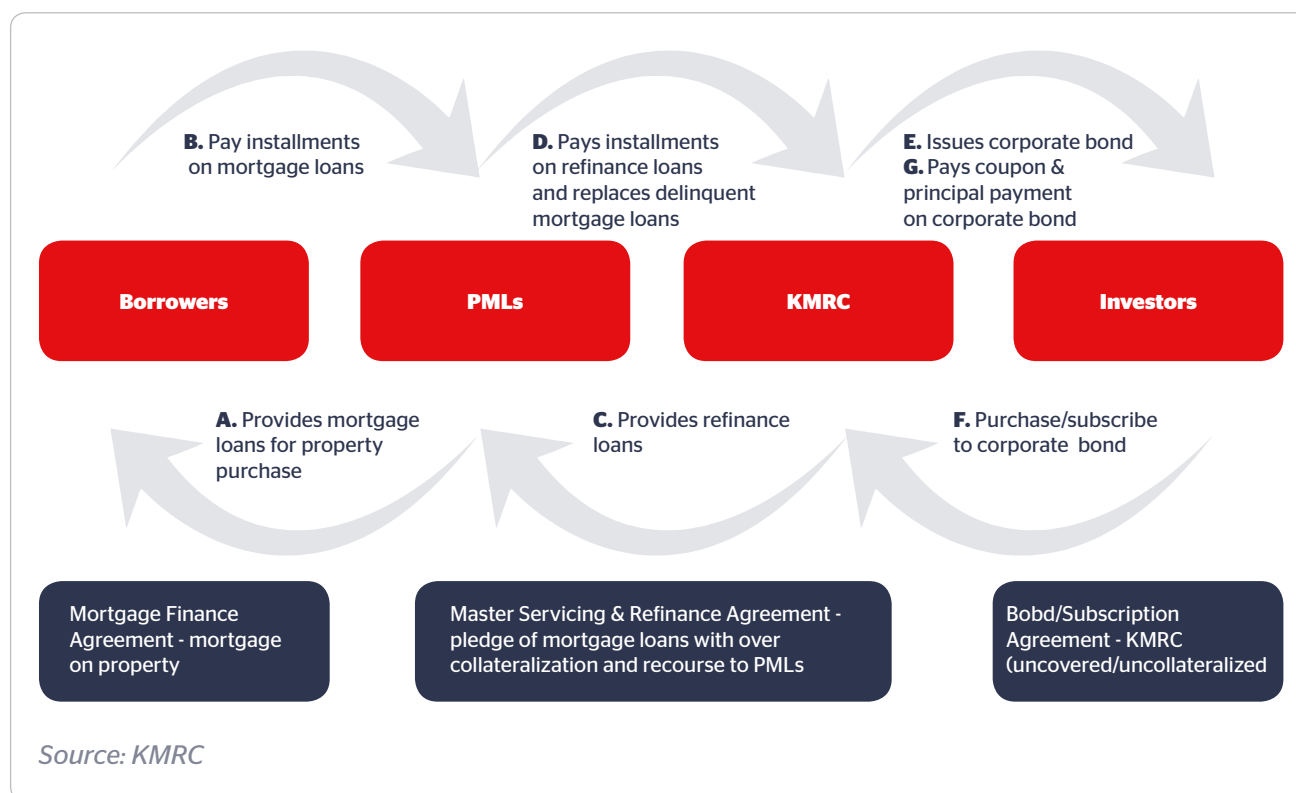 B. Pay installments
on mortgage loans
D. Pays installments
on refinance loans
and replaces delinquent
mortgage loans
E. Issues corporate bond
G. Pays coupon &
principal payment
on corporate bond
Borrowers
PMLs
KMRC
Investors
A. Provides mortgage
loans for property
purchase
C. Provides refinance
loans
F. Purchase/subscribe
to corporate bond
Mortgage Finance
Agreement - mortgage
on property
Master Servicing & Refinance Agreement -
pledge of mortgage loans with over
collateralization and recourse to PMLs
Bobd/Subscription
Agreement - KMRC
(uncovered/uncollateralized
Source: KMRC